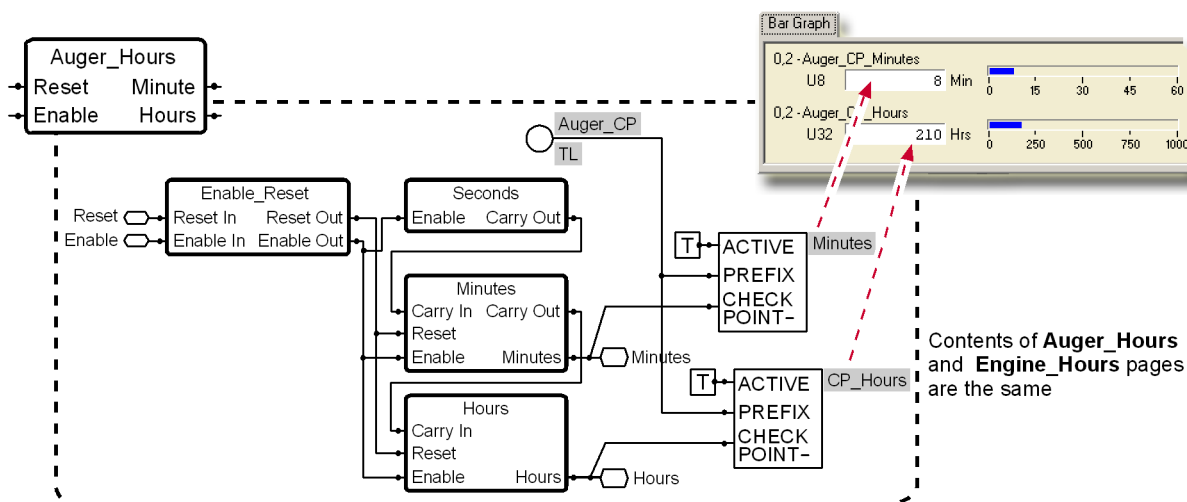 Auger_Hours
Reset Minute
Enable Hours
Bar Graph
0,2 -Auger_CP_Minutes
U8 8 Min
0 15 30 45 60
0,2 -Auger_CP_Hours
U32 210 Hrs
0 250 500 750 1000
Auger_CP
TL
Reset
Enable
Enable_Reset
Reset In Reset Out
Enable In Enable Out
Seconds
Enable Carry Out
Minutes
Carry In Carry Out
Reset
Enable Minutes
Minutes
Hours
Carry In
Reset
Enable Hours
Hours
T
ACTIVE
PREFIX
CHECK
POINT-
Minutes
T
ACTIVE
PREFIX
CHECK
POINT-
CP_Hours
Contents of Auger_Hours
and Engine_Hours pages
are the same